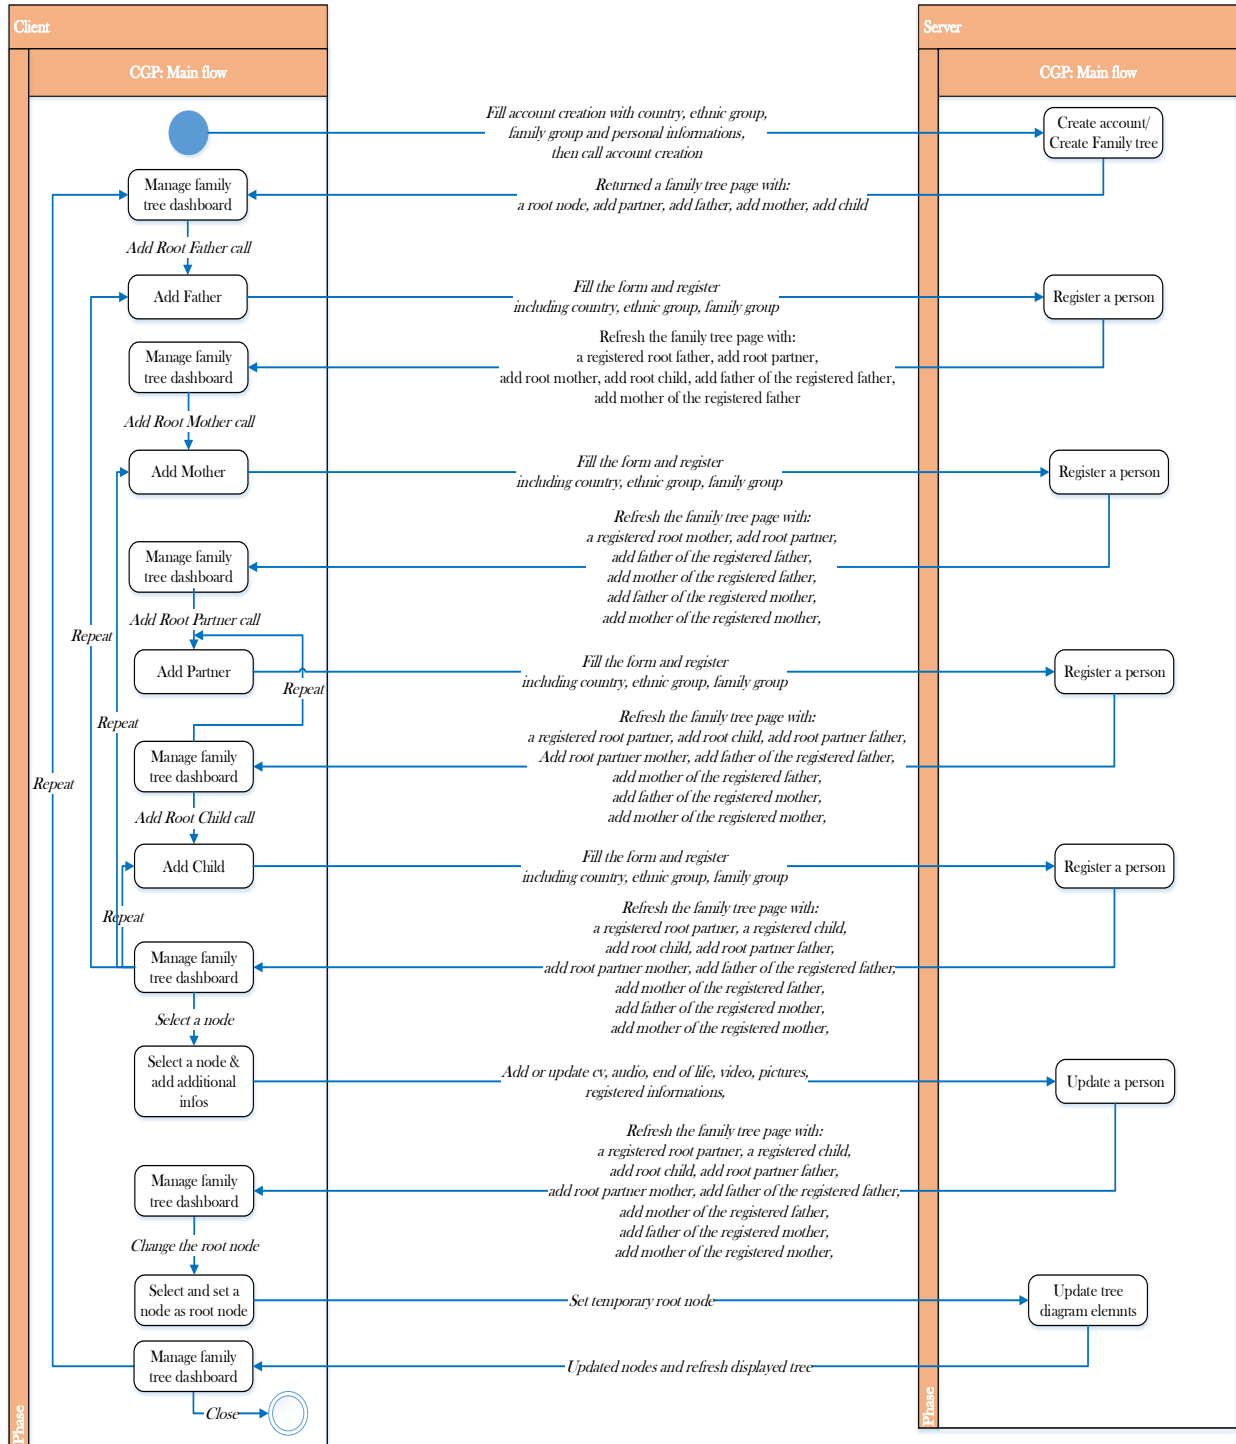 Client
Server
CGP: Main flow
CGP: Main flow
Fill account creation with country, ethnic group,
family group and personal informations,
then call account creation
Create account/
Create Family tree
Manage family
tree dashboard
Returned a family tree page with:
a root node, add partner, add father, add mother, add child
Add Root Father call
Add Father
Fill the form and register
including country, ethnic group, family group
Register a person
Manage family
tree dashboard
Refresh the family tree page with:
a registered root father, add root partner,
add root mother, add root child, add father of the registered father,
add mother of the registered father
Add Root Mother call
Add Mother
Fill the form and register
including country, ethnic group, family group
Register a person
Manage family
tree dashboard
Refresh the family tree page with:
a registered root mother, add root partner,
add father of the registered father,
add mother of the registered father,
add father of the registered mother,
add mother of the registered mother,
Add Root Partner call
Repeat
Add Partner
Fill the form and register
including country, ethnic group, family group
Register a person
Repeat
Repeat
Manage family
tree dashboard
Refresh the family tree page with:
a registered root partner, add root child, add root partner father,
Add root partner mother, add father of the registered father,
add mother of the registered father,
add father of the registered mother,
add mother of the registered mother,
Repeat
Add Root Child call
Add Child
Fill the form and register
including country, ethnic group, family group
Register a person
Repeat
Manage family
tree dashboard
Refresh the family tree page with:
a registered root partner, a registered child,
add root child, add root partner father,
add root partner mother, add father of the registered father,
add mother of the registered father,
add father of the registered mother,
add mother of the registered mother,
Select a node
Select a node &
add additional
infos
Add or update cv, audio, end of life, video, pictures,
registered informations,
Update a person
Manage family
tree dashboard
Refresh the family tree page with:
a registered root partner, a registered child,
add root child, add root partner father,
add root partner mother, add father of the registered father,
add mother of the registered father,
add father of the registered mother,
add mother of the registered mother,
Change the root node
Select and set a
node as root node
Set temporary root node
Update tree
diagram elemnts
Manage family
tree dashboard
Updated nodes and refresh displayed tree
Close
Phase
Phase